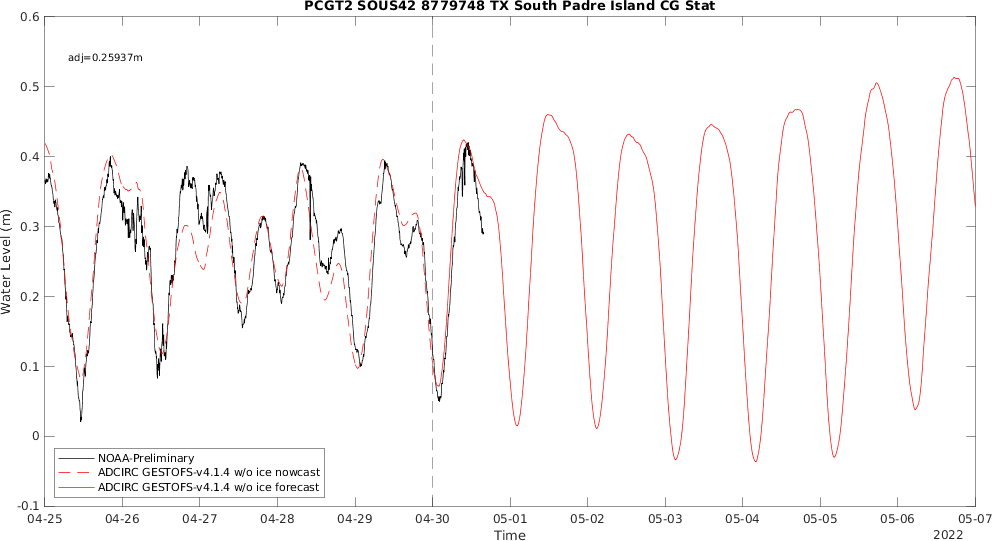 PCGT2 SOUS42 8779748 TX South Padre Island CG Stat
0.6
adj=0.25937m
0.5
0.4
0.3
0.2
0.1
0
-0.1
Water Level (m)
NOAA-Preliminary
ADCIRC GESTOFS-v4.1.4 w/o ice nowcast
ADCIRC GESTOFS-v4.1.4 w/o ice forecast
04-25 04-26 04-27 04-28 04-29 04-30 05-01 05-02 05-03 05-04 05-05 05-06 05-07
Time
2022